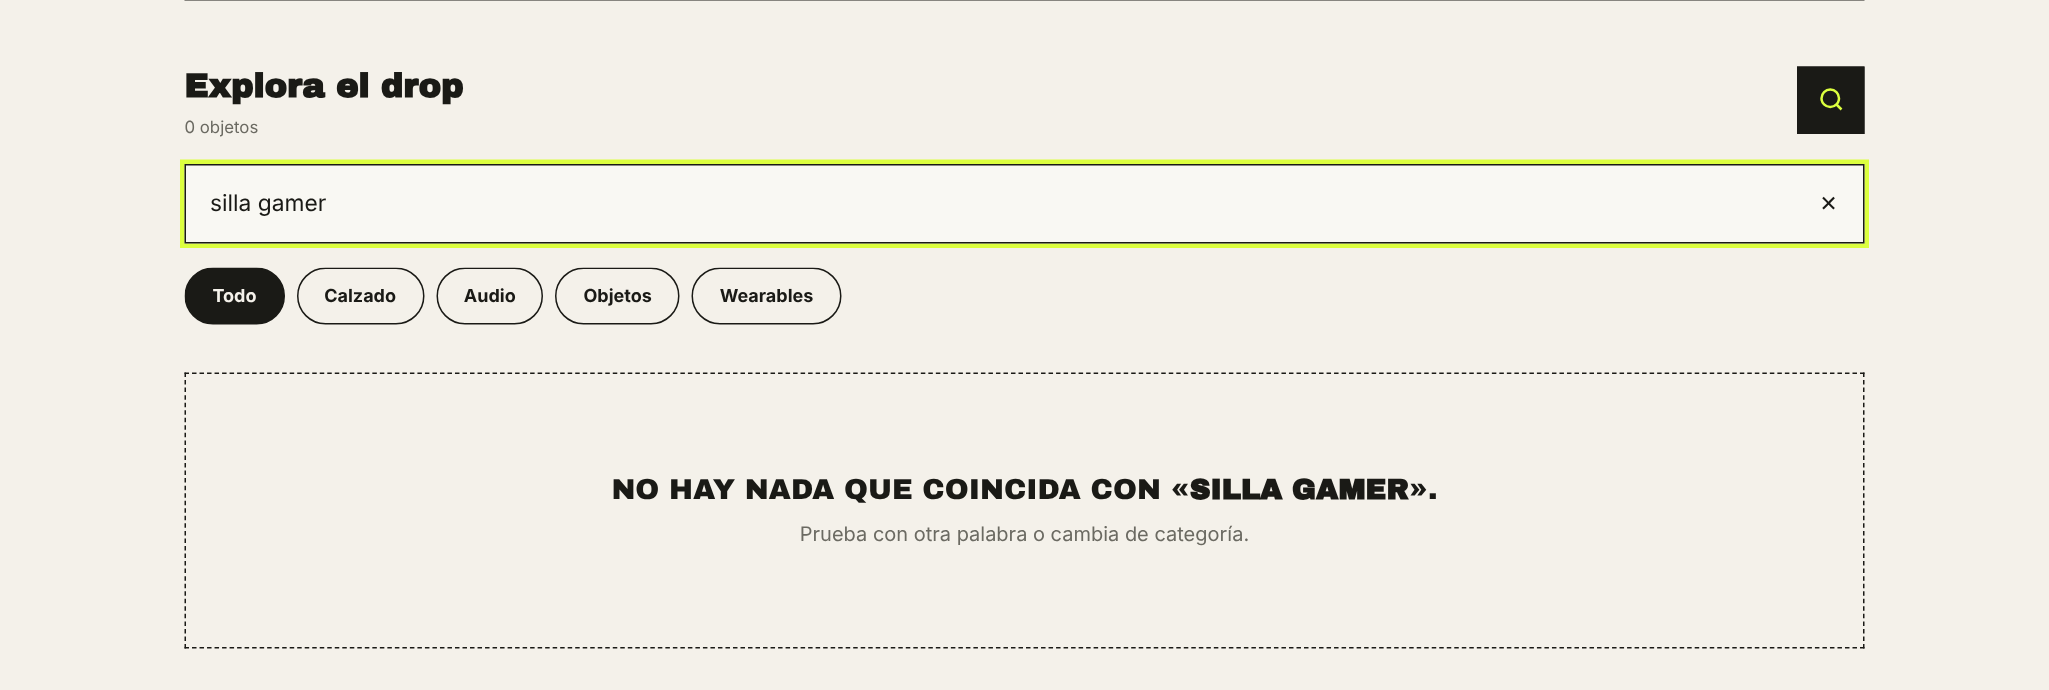 Explora el drop
0 objetos
silla gamer
Todo
Calzado
Audio
Objetos
Wearables
NO HAY NADA QUE COINCIDA CON «SILLA GAMER».
Prueba con otra palabra o cambia de categoría.